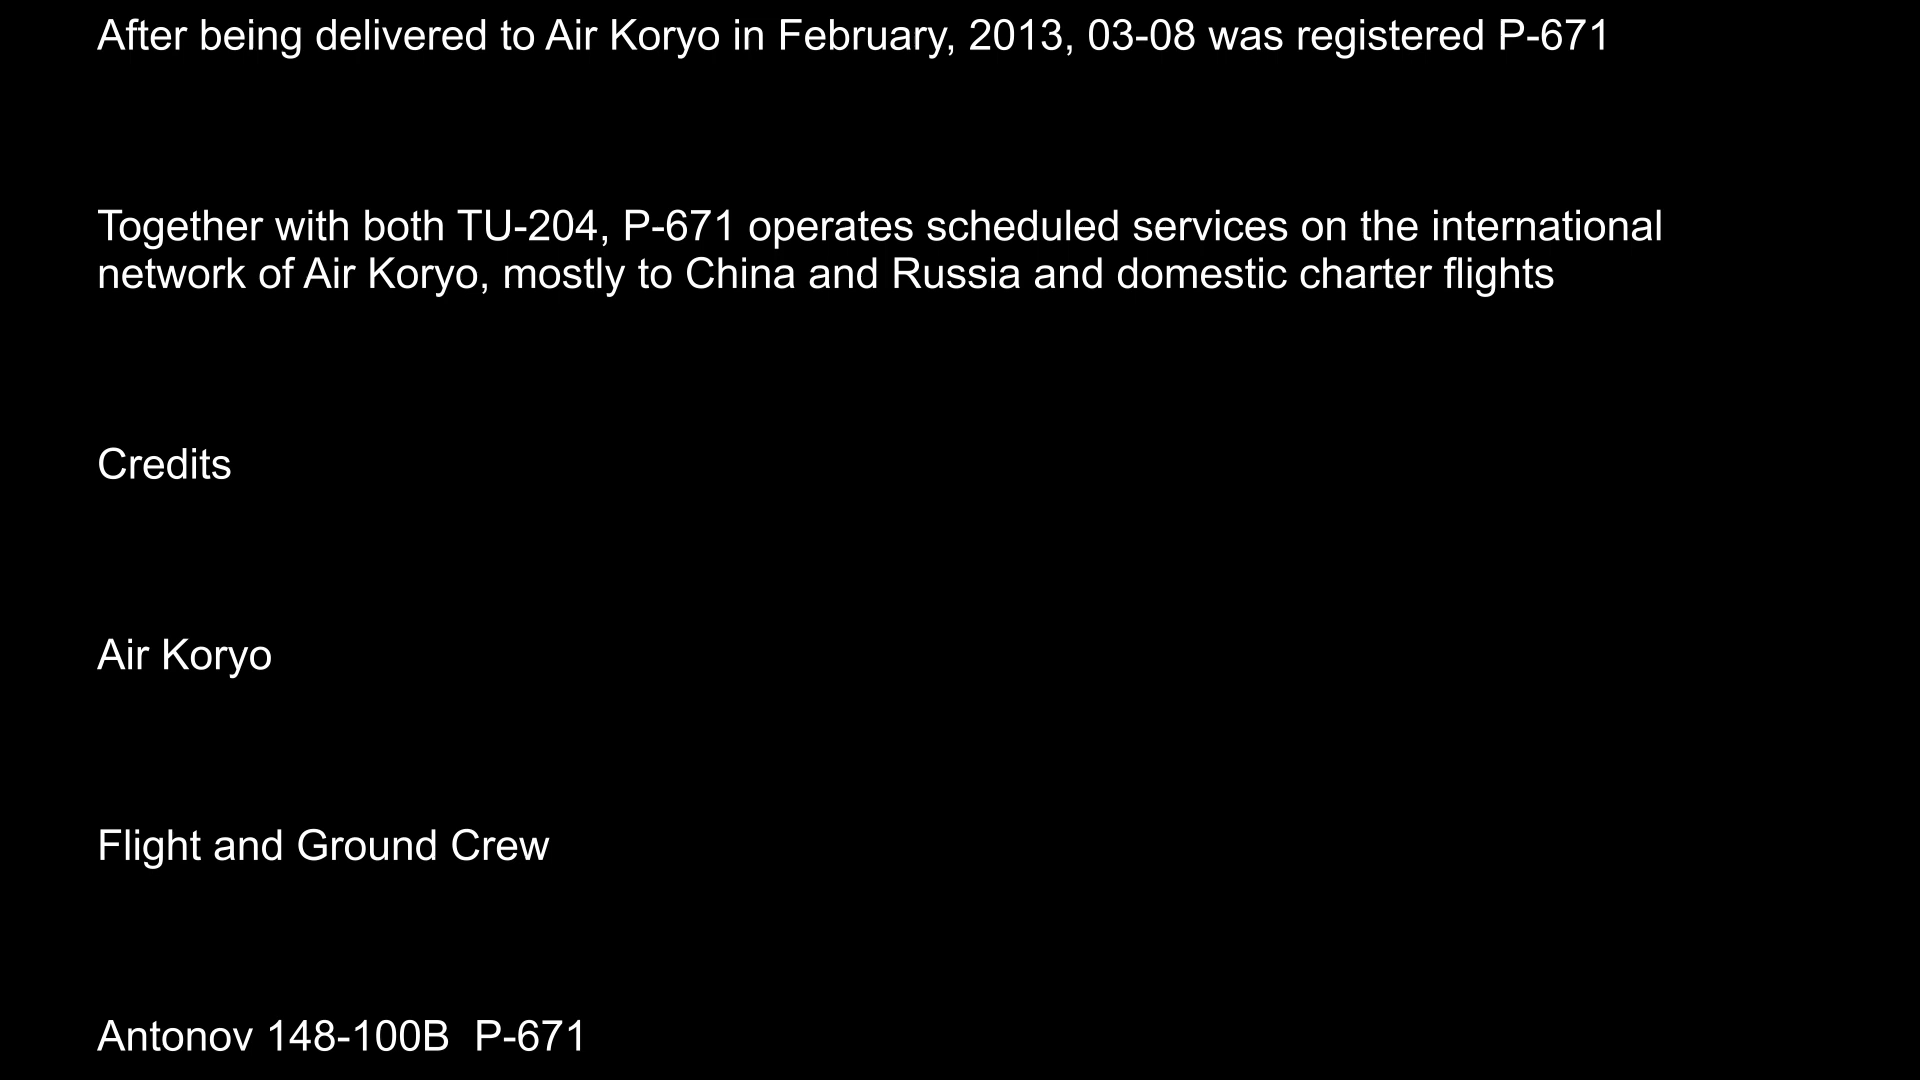 After being delivered to Air Koryo in February, 2013, 03-08 was registered P-671
Together with both TU-204, P-671 operates scheduled services on the international
network of Air Koryo, mostly to China and Russia and domestic charter flights
Credits
Air Koryo
Flight and Ground Crew
Antonov 148-100B  P-671